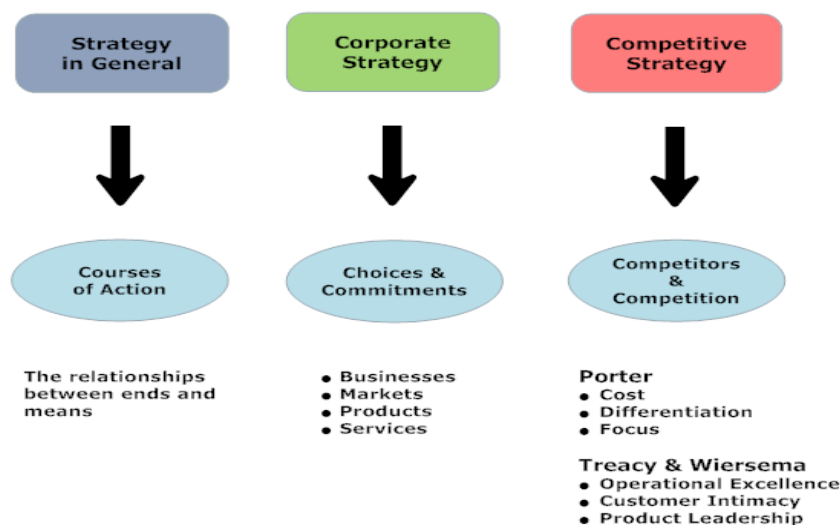 Strategy
in General
Corporate
Strategy
Competitive
Strategy
Courses
of Action
Choices &
Commitments
Competitors
&
Competition
The relationships
between ends and
means
● Businesses
● Markets
● Products
● Services
Porter
● Cost
● Differentiation
● Focus
Treacy & Wiersema
● Operational Excellence
● Customer Intimacy
● Product Leadership